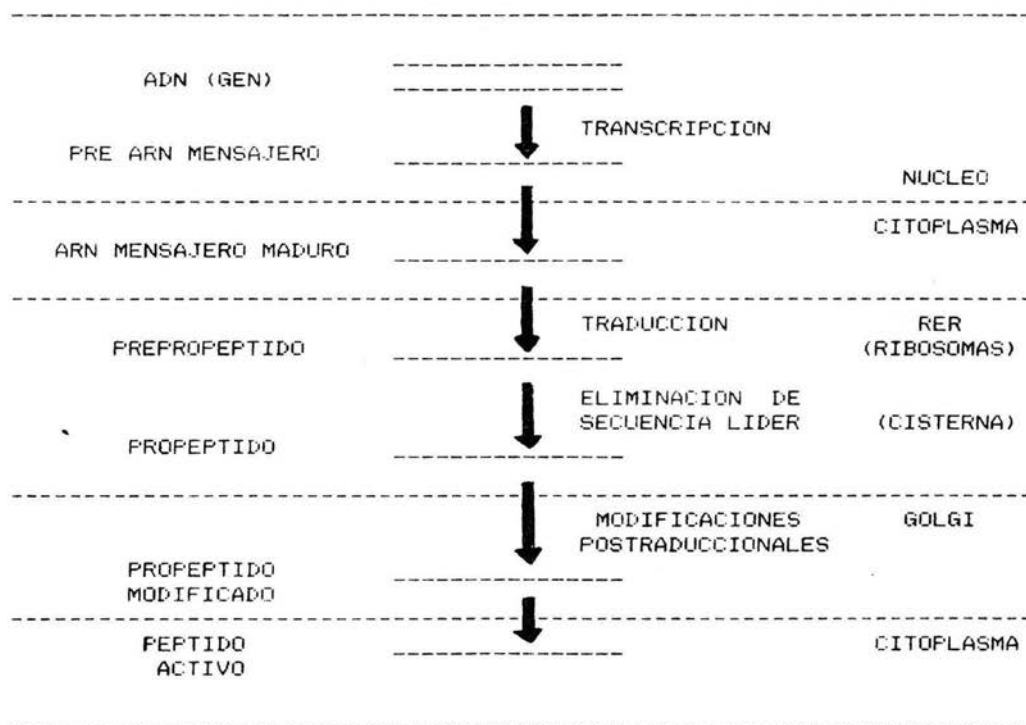 ADN (GEN)
TRANSCRIPCION
PRE ARN MENSAJERO
NUCLEO
CITOPLASMA
ARN MENSAJERO MADURO
TRADUCCION RER
PREPROPEPTIDO (RIBOSOMAS)
ELIMINACION DE
SECUENCIA LIDER (CISTERNA)
PROPEPTIDO
MODIFICACIONES GOLGI
POSTRADUCCIONALES
PROPEPTIDO
MODIFICADO
PEPTIDO CITOPLASMA
ACTIVO